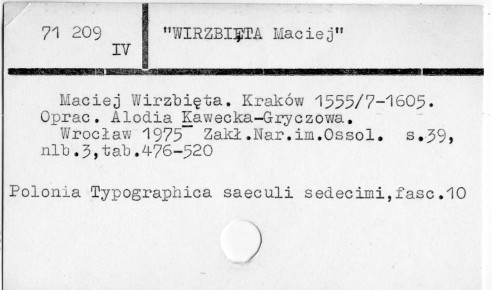 71 209
IV
"WIRZBIĘTA Maciej"
Maciej Wirzbięta. Kraków 1555/7-1605.
Oprac. Alodia Kawecka-Gryczowa.
Wrocław 1975 Zakł.Nar.im.Ossol. s.39,
nlb.3,tab.476-520
Polonia Typographica saeculi sedecimi,fasc.10